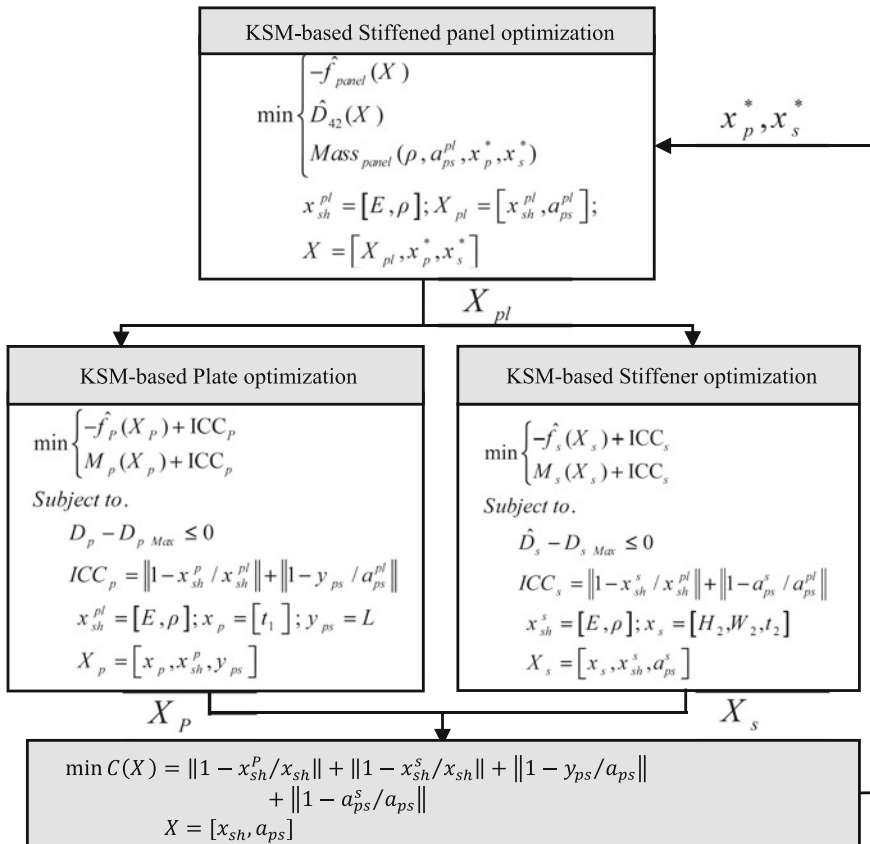 KSM-based Stiffened panel optimization
min { -f̂_panel(X)
D̂_42(X)
Mass_panel(ρ, a_ps^pl, x_p^*, x_s^*)
x_sh^pl = [E, ρ]; X_pl = [x_sh^pl, a_ps^pl];
X = [X_pl, x_p^*, x_s^*]
x_p^*, x_s^*
X_pl
KSM-based Plate optimization
min { -f̂_p(X_p) + ICC_p
M_p(X_p) + ICC_p
Subject to.
D_p - D_p Max ≤ 0
ICC_p = ‖1 - x_sh^p / x_sh^pl‖ + ‖1 - y_ps / a_ps^pl‖
x_sh^pl = [E, ρ]; x_p = [t_1]; y_ps = L
X_p = [x_p, x_sh^p, y_ps]
KSM-based Stiffener optimization
min { -f̂_s(X_s) + ICC_s
M_s(X_s) + ICC_s
Subject to.
D̂_s - D_s Max ≤ 0
ICC_s = ‖1 - x_sh^s / x_sh^pl‖ + ‖1 - a_ps^s / a_ps^pl‖
x_sh^s = [E, ρ]; x_s = [H_2, W_2, t_2]
X_s = [x_s, x_sh^s, a_ps^s]
X_P
X_s
min C(X) = ‖1 - x_sh^P/x_sh‖ + ‖1 - x_sh^s/x_sh‖ + ‖1 - y_ps/a_ps‖
+ ‖1 - a_ps^s/a_ps‖
X = [x_sh, a_ps]